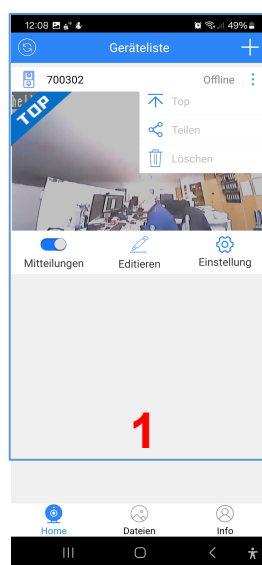 12:08 49%
Geräteliste
700302 Offline
TOP
Top
Teilen
Löschen
Mitteilungen Editieren Einstellung
1
Home Dateien Info